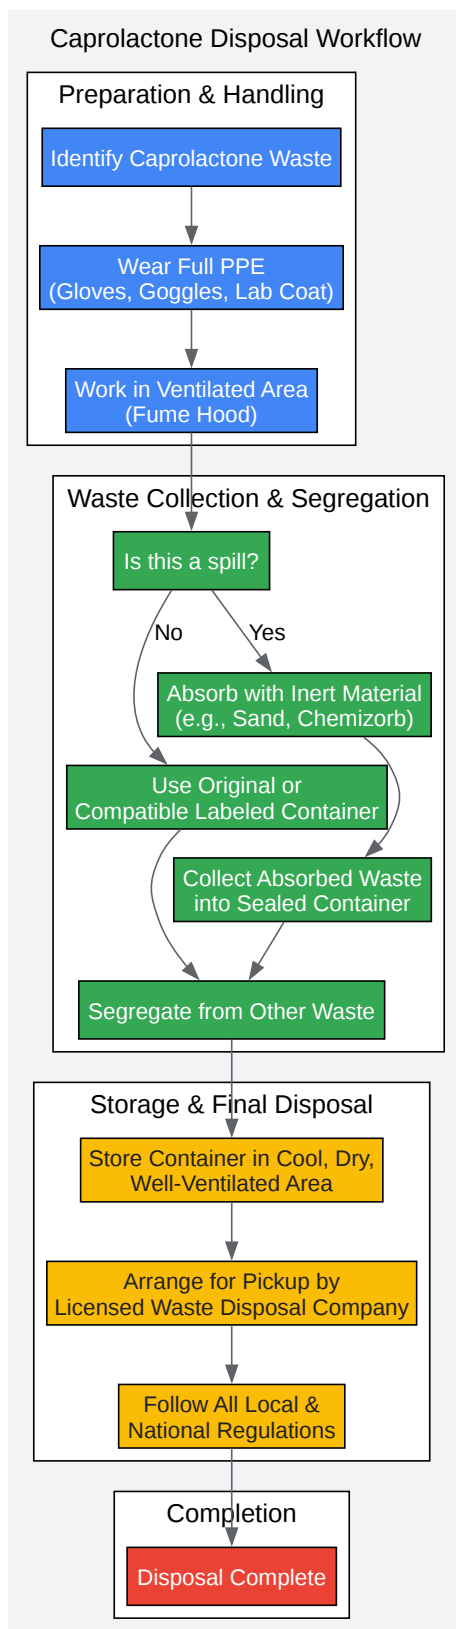 Caprolactone Disposal Workflow
Preparation & Handling
Identify Caprolactone Waste
Wear Full PPE
(Gloves, Goggles, Lab Coat)
Work in Ventilated Area
(Fume Hood)
Waste Collection & Segregation
Is this a spill?
No
Yes
Absorb with Inert Material
(e.g., Sand, Chemizorb)
Use Original or
Compatible Labeled Container
Collect Absorbed Waste
into Sealed Container
Segregate from Other Waste
Storage & Final Disposal
Store Container in Cool, Dry,
Well-Ventilated Area
Arrange for Pickup by
Licensed Waste Disposal Company
Follow All Local &
National Regulations
Completion
Disposal Complete